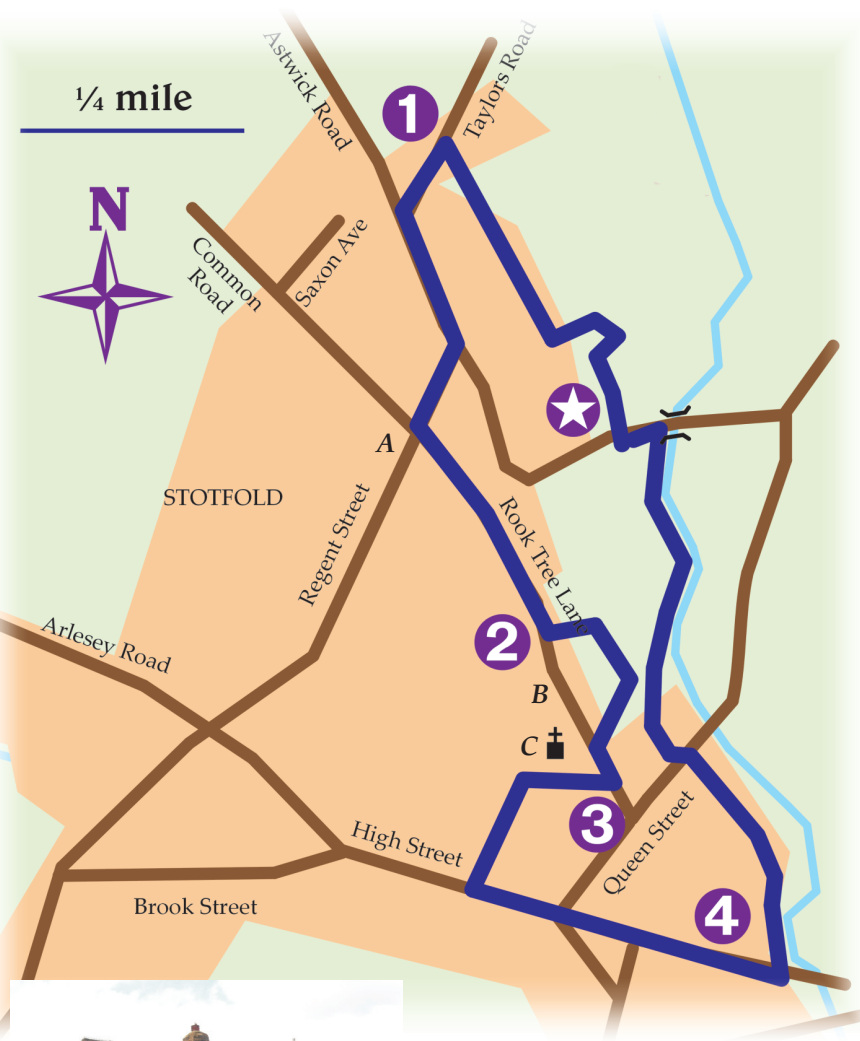 ¼ mile
N
Astwick Road
1
Taylors Road
Common
Road
Saxon Ave
A
STOTFOLD
Regent Street
Rook Tree Lane
2
Arlesey Road
B
C
3
High Street
Queen Street
Brook Street
4